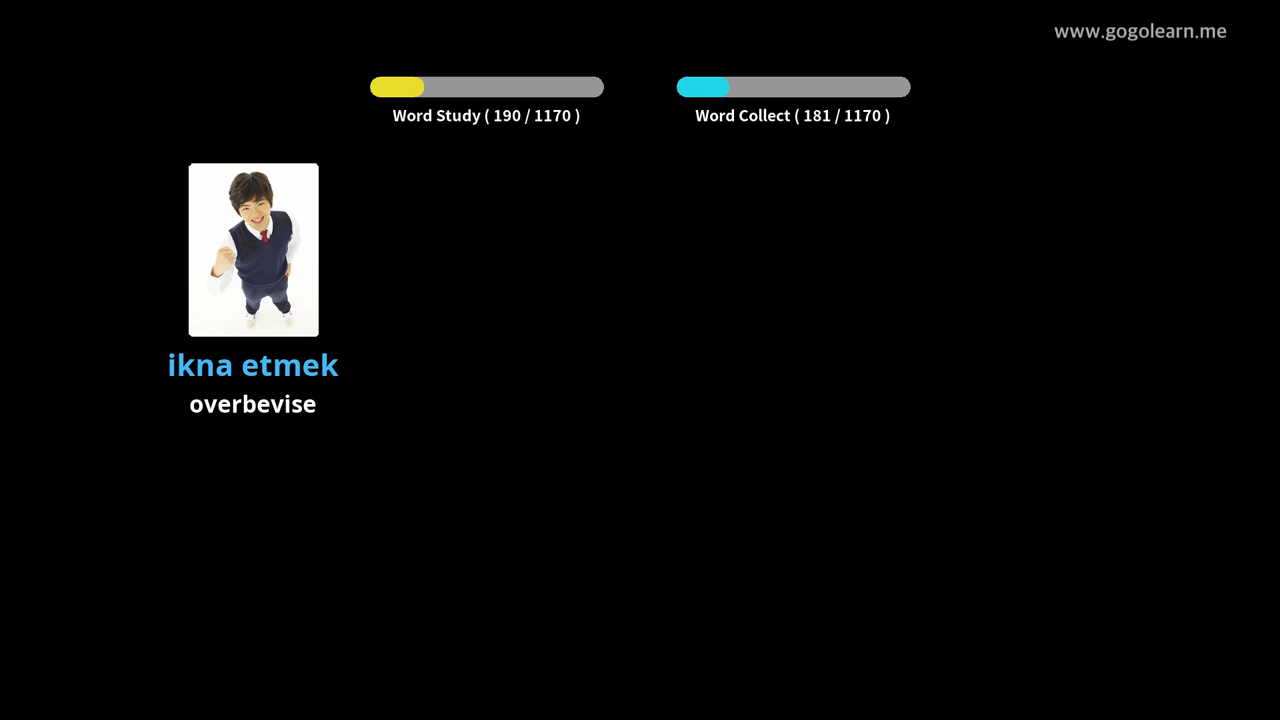 www.gogolearn.me
Word Study ( 190 / 1170 )
Word Collect ( 181 / 1170 )
ikna etmek
overbevise